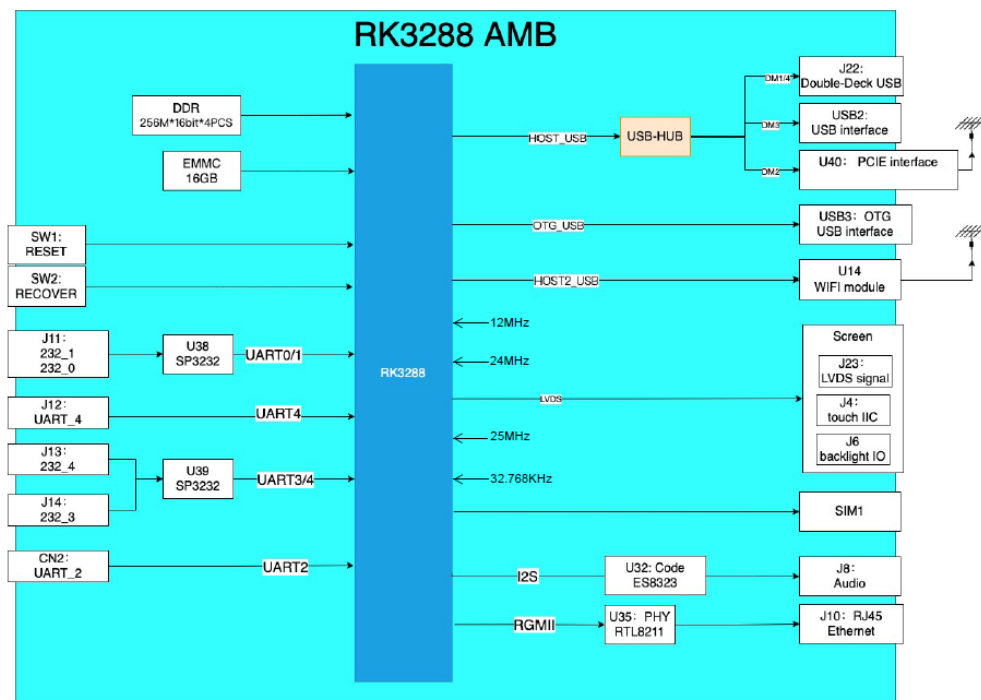 RK3288 AMB
DDR
256M*16bit*4PCS
EMMC
16GB
SW1:
RESET
SW2:
RECOVER
J11:
232_1
232_0
U38
SP3232
UART0/1
J12:
UART_4
UART4
J13:
232_4
J14:
232_3
U39
SP3232
UART3/4
CN2:
UART_2
UART2
RK3288
HOST_USB
USB-HUB
DM1/4
J22:
Double-Deck USB
DM3
USB2:
USB interface
DM2
U40: PCIE interface
OTG_USB
USB3: OTG
USB interface
HOST2_USB
U14
WIFI module
12MHz
24MHz
LVDS
25MHz
32.768KHz
Screen
J23:
LVDS signal
J4:
touch IIC
J6
backlight IO
SIM1
I2S
U32: Code
ES8323
J8:
Audio
RGMII
U35: PHY
RTL8211
J10: RJ45
Ethernet